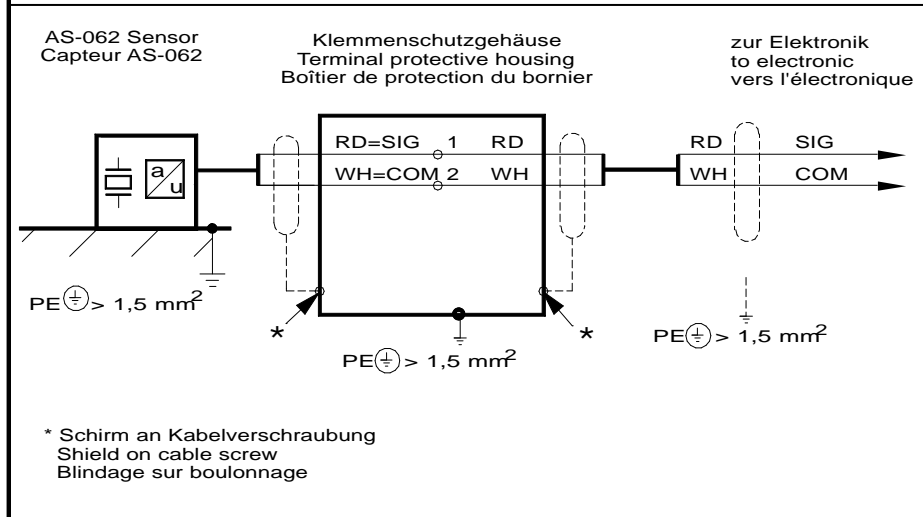 AS-062 Sensor
Capteur AS-062
Klemmenschutzgehäuse
Terminal protective housing
Boîtier de protection du bornier
zur Elektronik
to electronic
vers l'électronique
RD=SIG 1 RD
WH=COM 2 WH
RD SIG
WH COM
a
u
PE > 1,5 mm²
*
PE > 1,5 mm²
*
PE > 1,5 mm²
* Schirm an Kabelverschraubung
Shield on cable screw
Blindage sur boulonnage